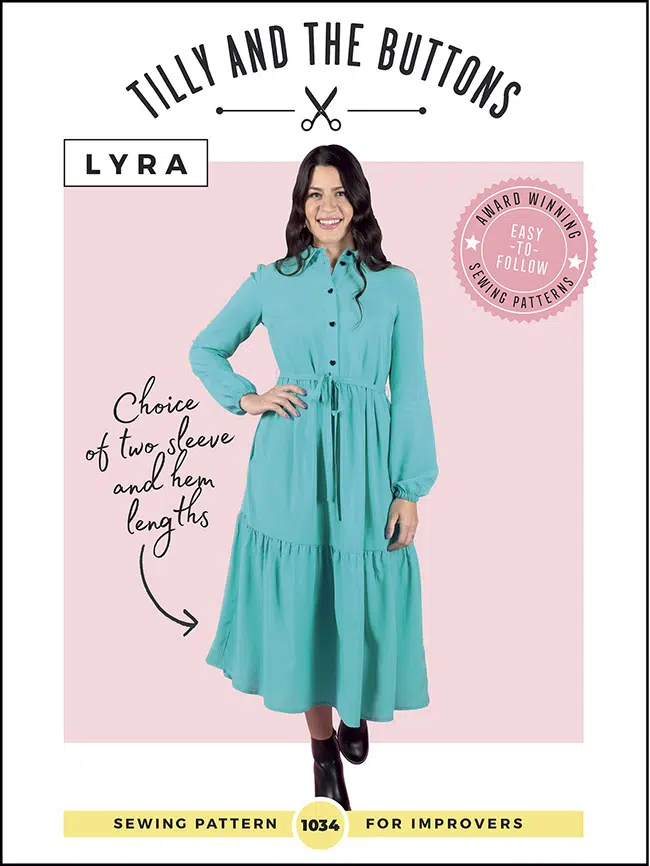 TILLY AND THE BUTTONS
LYRA
AWARD WINNING
EASY
-TO-
FOLLOW
SEWING PATTERNS
Choice
of two sleeve
and hem
lengths
SEWING PATTERN 1034 FOR IMPROVERS